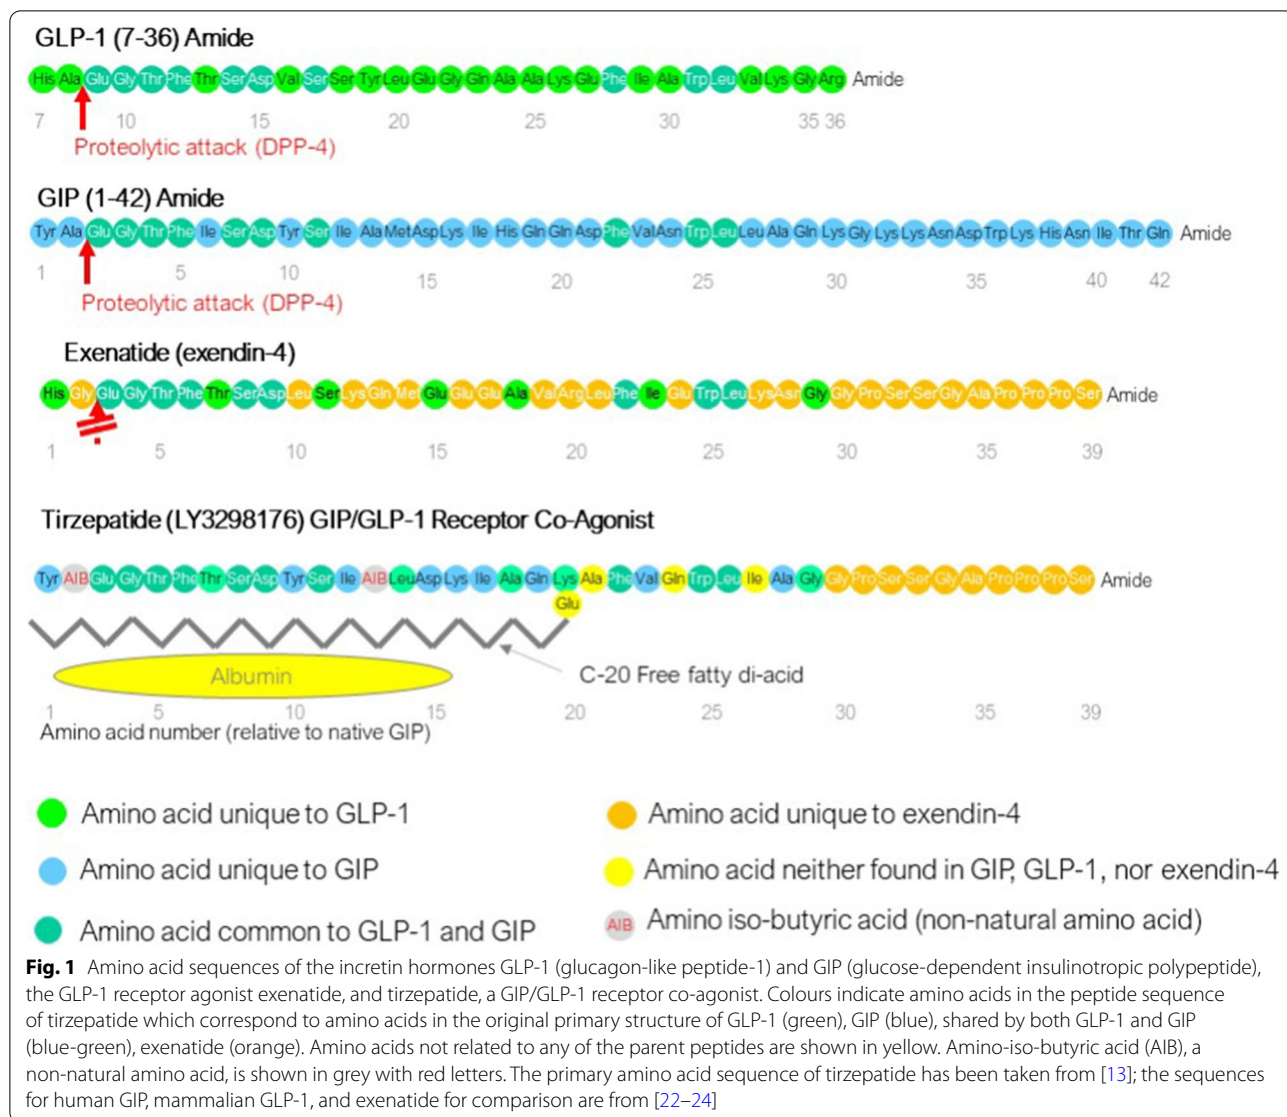 GLP-1 (7-36) Amide
His Ala Glu Gly Thr Phe Thr Ser Asp Val Ser Ser Tyr Leu Glu Gly Gln Ala Ala Lys Glu Phe Ile Ala Trp Leu Val Lys Gly Arg Amide
7 10 15 20 25 30 35 36
Proteolytic attack (DPP-4)
GIP (1-42) Amide
Tyr Ala Glu Gly Thr Phe Ile Ser Asp Tyr Ser Ile Ala Met Asp Lys Ile His Gln Gln Asp Phe Val Asn Trp Leu Leu Ala Gln Lys Gly Lys Lys Asn Asp Trp Lys His Asn Ile Thr Gln Amide
1 5 10 15 20 25 30 35 40 42
Proteolytic attack (DPP-4)
Exenatide (exendin-4)
His Gly Glu Gly Thr Phe Thr Ser Asp Leu Ser Lys Gln Met Glu Glu Glu Ala Val Arg Leu Phe Ile Glu Trp Leu Lys Asn Gly Gly Pro Ser Ser Gly Ala Pro Pro Pro Ser Amide
1 5 10 15 20 25 30 35 39
Tirzepatide (LY3298176) GIP/GLP-1 Receptor Co-Agonist
Tyr AIB Glu Gly Thr Phe Thr Ser Asp Tyr Ser Ile AIB Leu Asp Lys Ile Ala Gln Lys Ala Phe Val Gln Trp Leu Ile Ala Gly Gly Pro Ser Ser Gly Ala Pro Pro Pro Ser Amide
Glu
C-20 Free fatty di-acid
Albumin
1 5 10 15 20 25 30 35 39
Amino acid number (relative to native GIP)
Amino acid unique to GLP-1
Amino acid unique to exendin-4
Amino acid unique to GIP
Amino acid neither found in GIP, GLP-1, nor exendin-4
Amino acid common to GLP-1 and GIP
AIB Amino iso-butyric acid (non-natural amino acid)
Fig. 1 Amino acid sequences of the incretin hormones GLP-1 (glucagon-like peptide-1) and GIP (glucose-dependent insulinotropic polypeptide),
the GLP-1 receptor agonist exenatide, and tirzepatide, a GIP/GLP-1 receptor co-agonist. Colours indicate amino acids in the peptide sequence
of tirzepatide which correspond to amino acids in the original primary structure of GLP-1 (green), GIP (blue), shared by both GLP-1 and GIP
(blue-green), exenatide (orange). Amino acids not related to any of the parent peptides are shown in yellow. Amino-iso-butyric acid (AIB), a
non-natural amino acid, is shown in grey with red letters. The primary amino acid sequence of tirzepatide has been taken from [13]; the sequences
for human GIP, mammalian GLP-1, and exenatide for comparison are from [22–24]